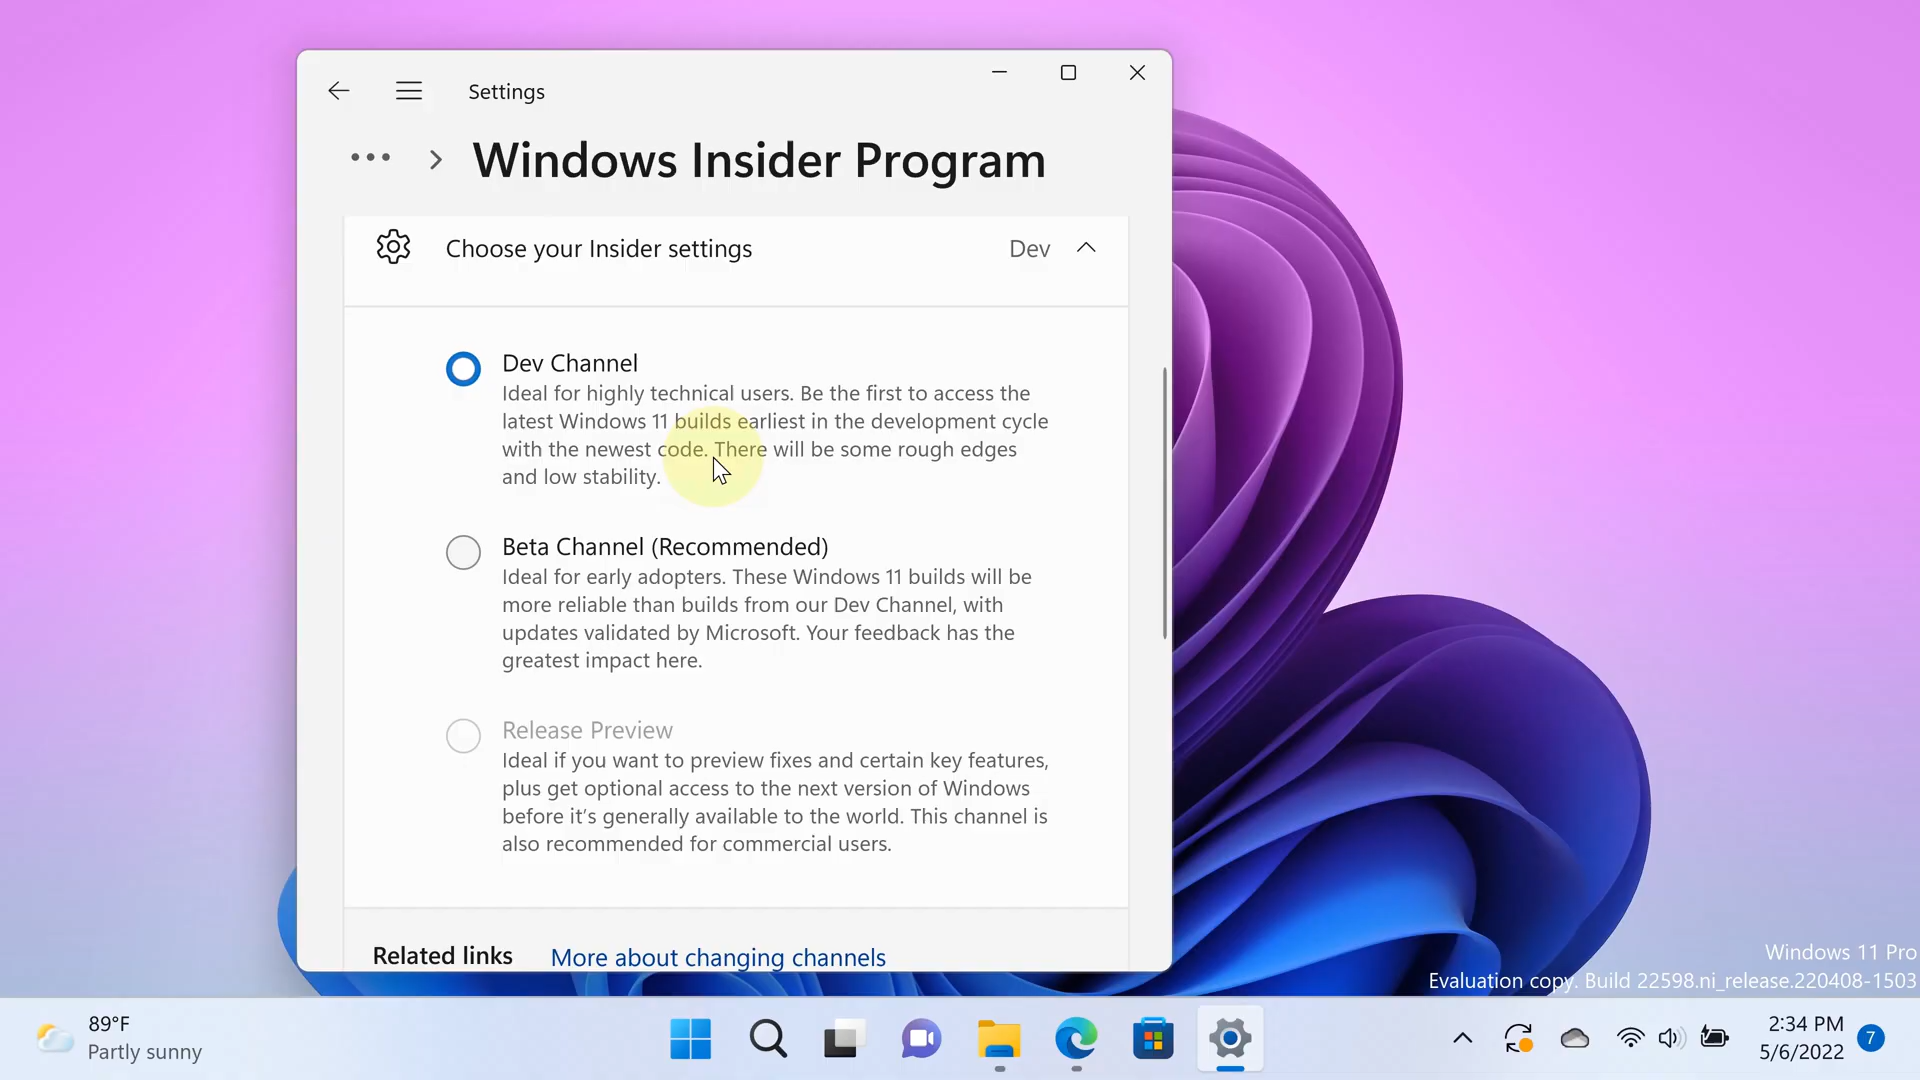 Settings
Windows Insider Program
Choose your Insider settings
Dev
Dev Channel
Ideal for highly technical users. Be the first to access the
latest Windows 11 builds earliest in the development cycle
with the newest code. There will be some rough edges
and low stability.
Beta Channel (Recommended)
Ideal for early adopters. These Windows 11 builds will be
more reliable than builds from our Dev Channel, with
updates validated by Microsoft. Your feedback has the
greatest impact here.
Release Preview
Ideal if you want to preview fixes and certain key features,
plus get optional access to the next version of Windows
before it’s generally available to the world. This channel is
also recommended for commercial users.
Related links
More about changing channels
Windows 11 Pro
Evaluation copy. Build 22598.ni_release.220408-1503
89°F
Partly sunny
2:34 PM
5/6/2022
7